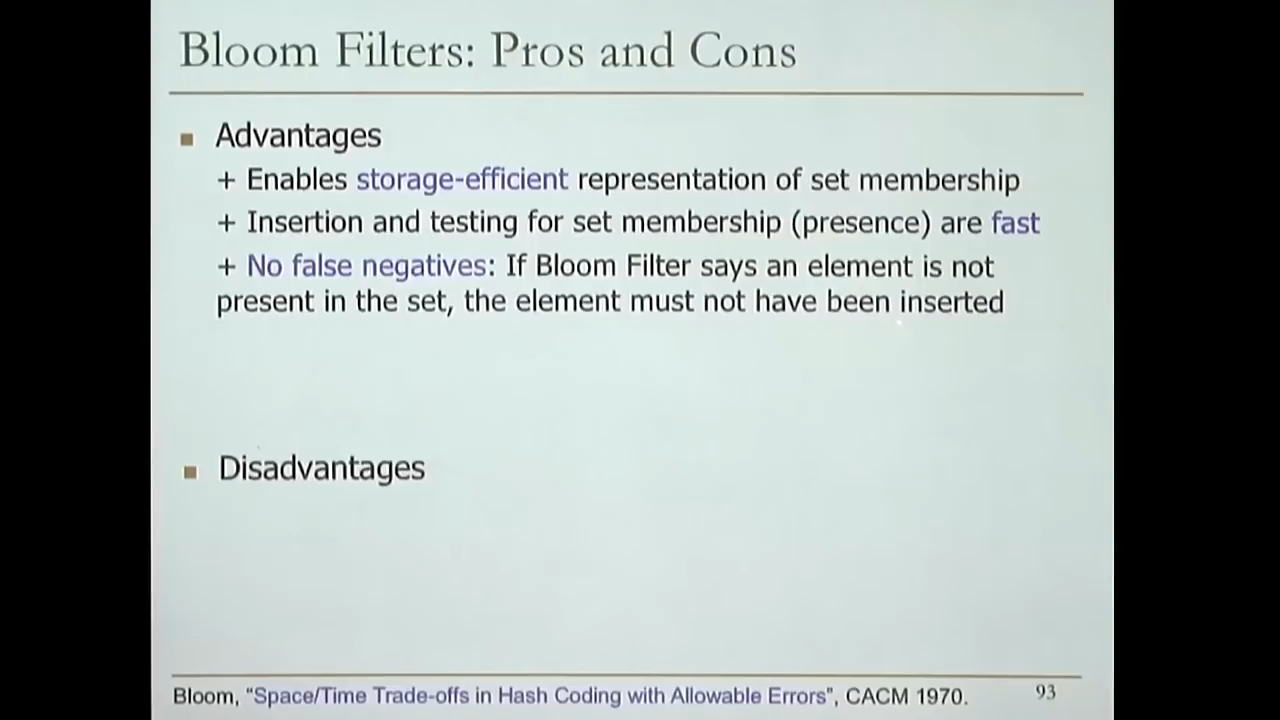 Bloom Filters: Pros and Cons
■ Advantages
+ Enables storage-efficient representation of set membership
+ Insertion and testing for set membership (presence) are fast
+ No false negatives: If Bloom Filter says an element is not
present in the set, the element must not have been inserted
■ Disadvantages
Bloom, “Space/Time Trade-offs in Hash Coding with Allowable Errors”, CACM 1970.
93